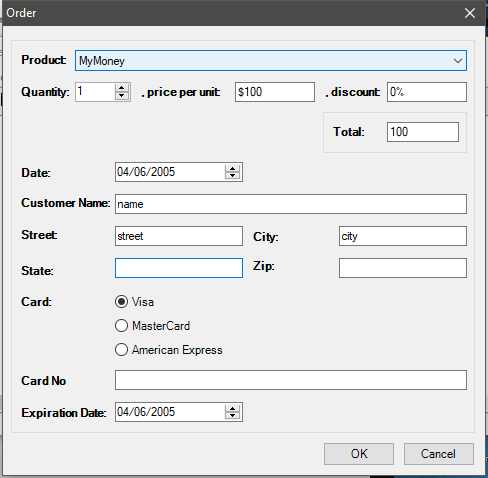 Order
Product: MyMoney
Quantity: 1 , price per unit: $100 , discount: 0%
Total: 100
Date: 04/06/2005
Customer Name: name
Street: street City: city
State: Zip:
Card: Visa
MasterCard
American Express
Card No
Expiration Date: 04/06/2005
OK Cancel